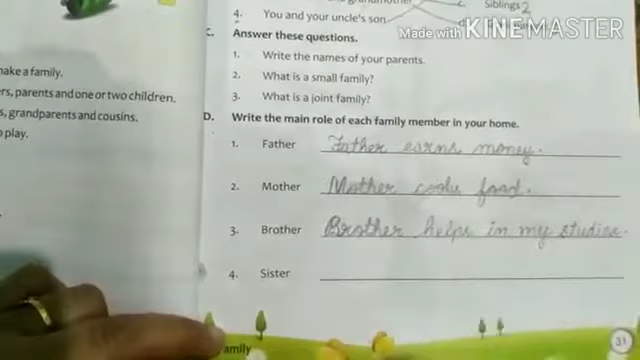 c. Siblings 2
4. You and your uncle's son
Made with KINEMASTER
C. Answer these questions.
1. Write the names of your parents.
2. What is a small family?
3. What is a joint family?
make a family.
rs, parents and one or two children.
s, grandparents and cousins.
play.
D. Write the main role of each family member in your home.
1. Father Father earns money.
2. Mother Mother cooks food.
3. Brother Brother helps in my studies.
4. Sister
amily
31